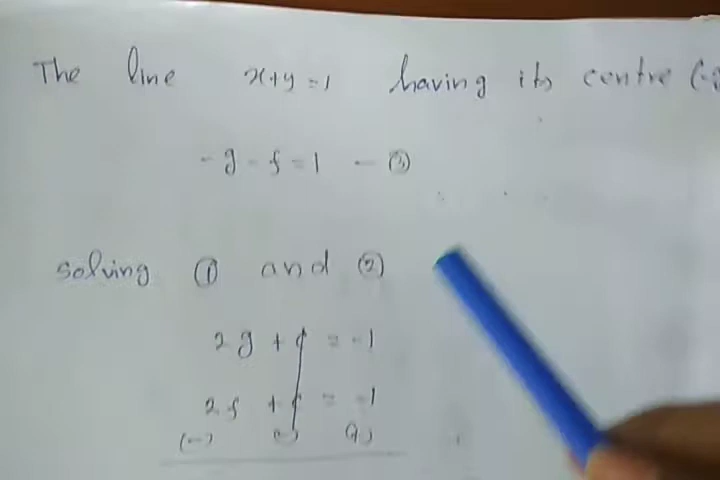 The line x+y=1 having its centre (-g
-g-f=1 — ③
solving ① and ②
2g + c = -1
2f + c = -1
(-) (-) (+)